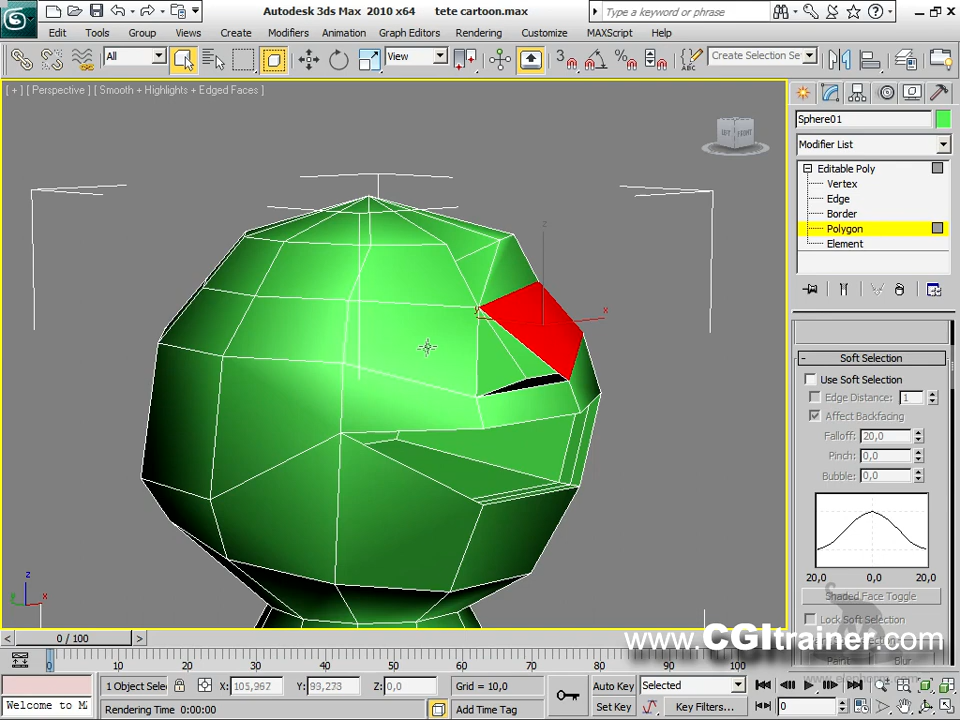 Autodesk 3ds Max 2010 x64 tete cartoon.max
Type a keyword or phrase
Edit Tools Group Views Create Modifiers Animation Graph Editors Rendering Customize MAXScript Help
All View 3 Create Selection Se
[ + ] [ Perspective ] [ Smooth + Highlights + Edged Faces ]
LEFT FRONT
Sphere01
Modifier List
Editable Poly
Vertex
Edge
Border
Polygon
Element
z
x
y
- Soft Selection
Use Soft Selection
Edge Distance: 1
Affect Backfacing
Falloff: 20,0
Pinch: 0,0
Bubble: 0,0
20,0 0,0 20,0
Shaded Face Toggle
Lock Soft Selection
Paint Blur
z
y x
www.CGItrainer.com
< 0 / 100 >
0 10 20 30 40 50 60 70 80 90 100
1 Object Selec X: 105,967 Y: 93,273 Z: 0,0 Grid = 10,0 Auto Key Selected
Welcome to M Rendering Time 0:00:00 Add Time Tag Set Key Key Filters... 0